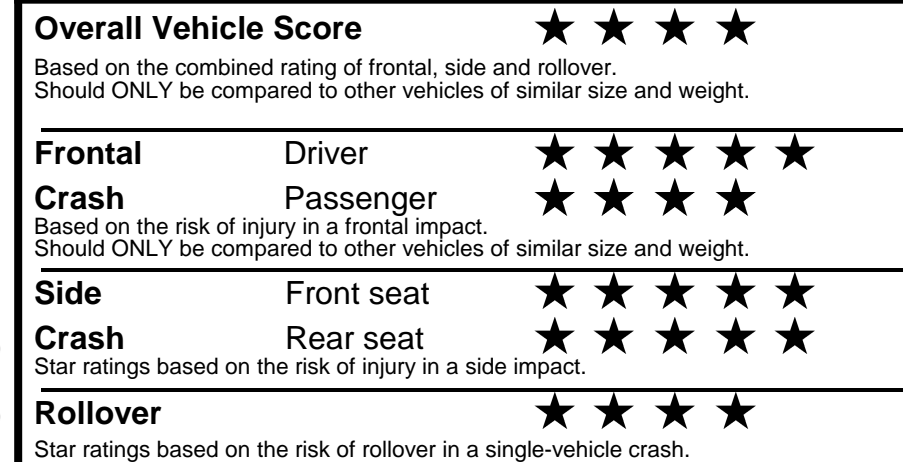 Overall Vehicle Score ★ ★ ★ ★
Based on the combined rating of frontal, side and rollover.
Should ONLY be compared to other vehicles of similar size and weight.
Frontal Driver ★ ★ ★ ★ ★
Crash Passenger ★ ★ ★ ★
Based on the risk of injury in a frontal impact.
Should ONLY be compared to other vehicles of similar size and weight.
Side Front seat ★ ★ ★ ★ ★
Crash Rear seat ★ ★ ★ ★ ★
Star ratings based on the risk of injury in a side impact.
Rollover ★ ★ ★ ★
Star ratings based on the risk of rollover in a single-vehicle crash.